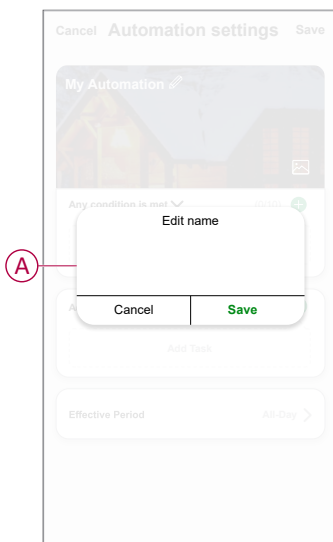 Cancel Automation settings Save
My Automation
Any condition is met
Edit name
A
Cancel Save
Add Task
Effective Period All-Day